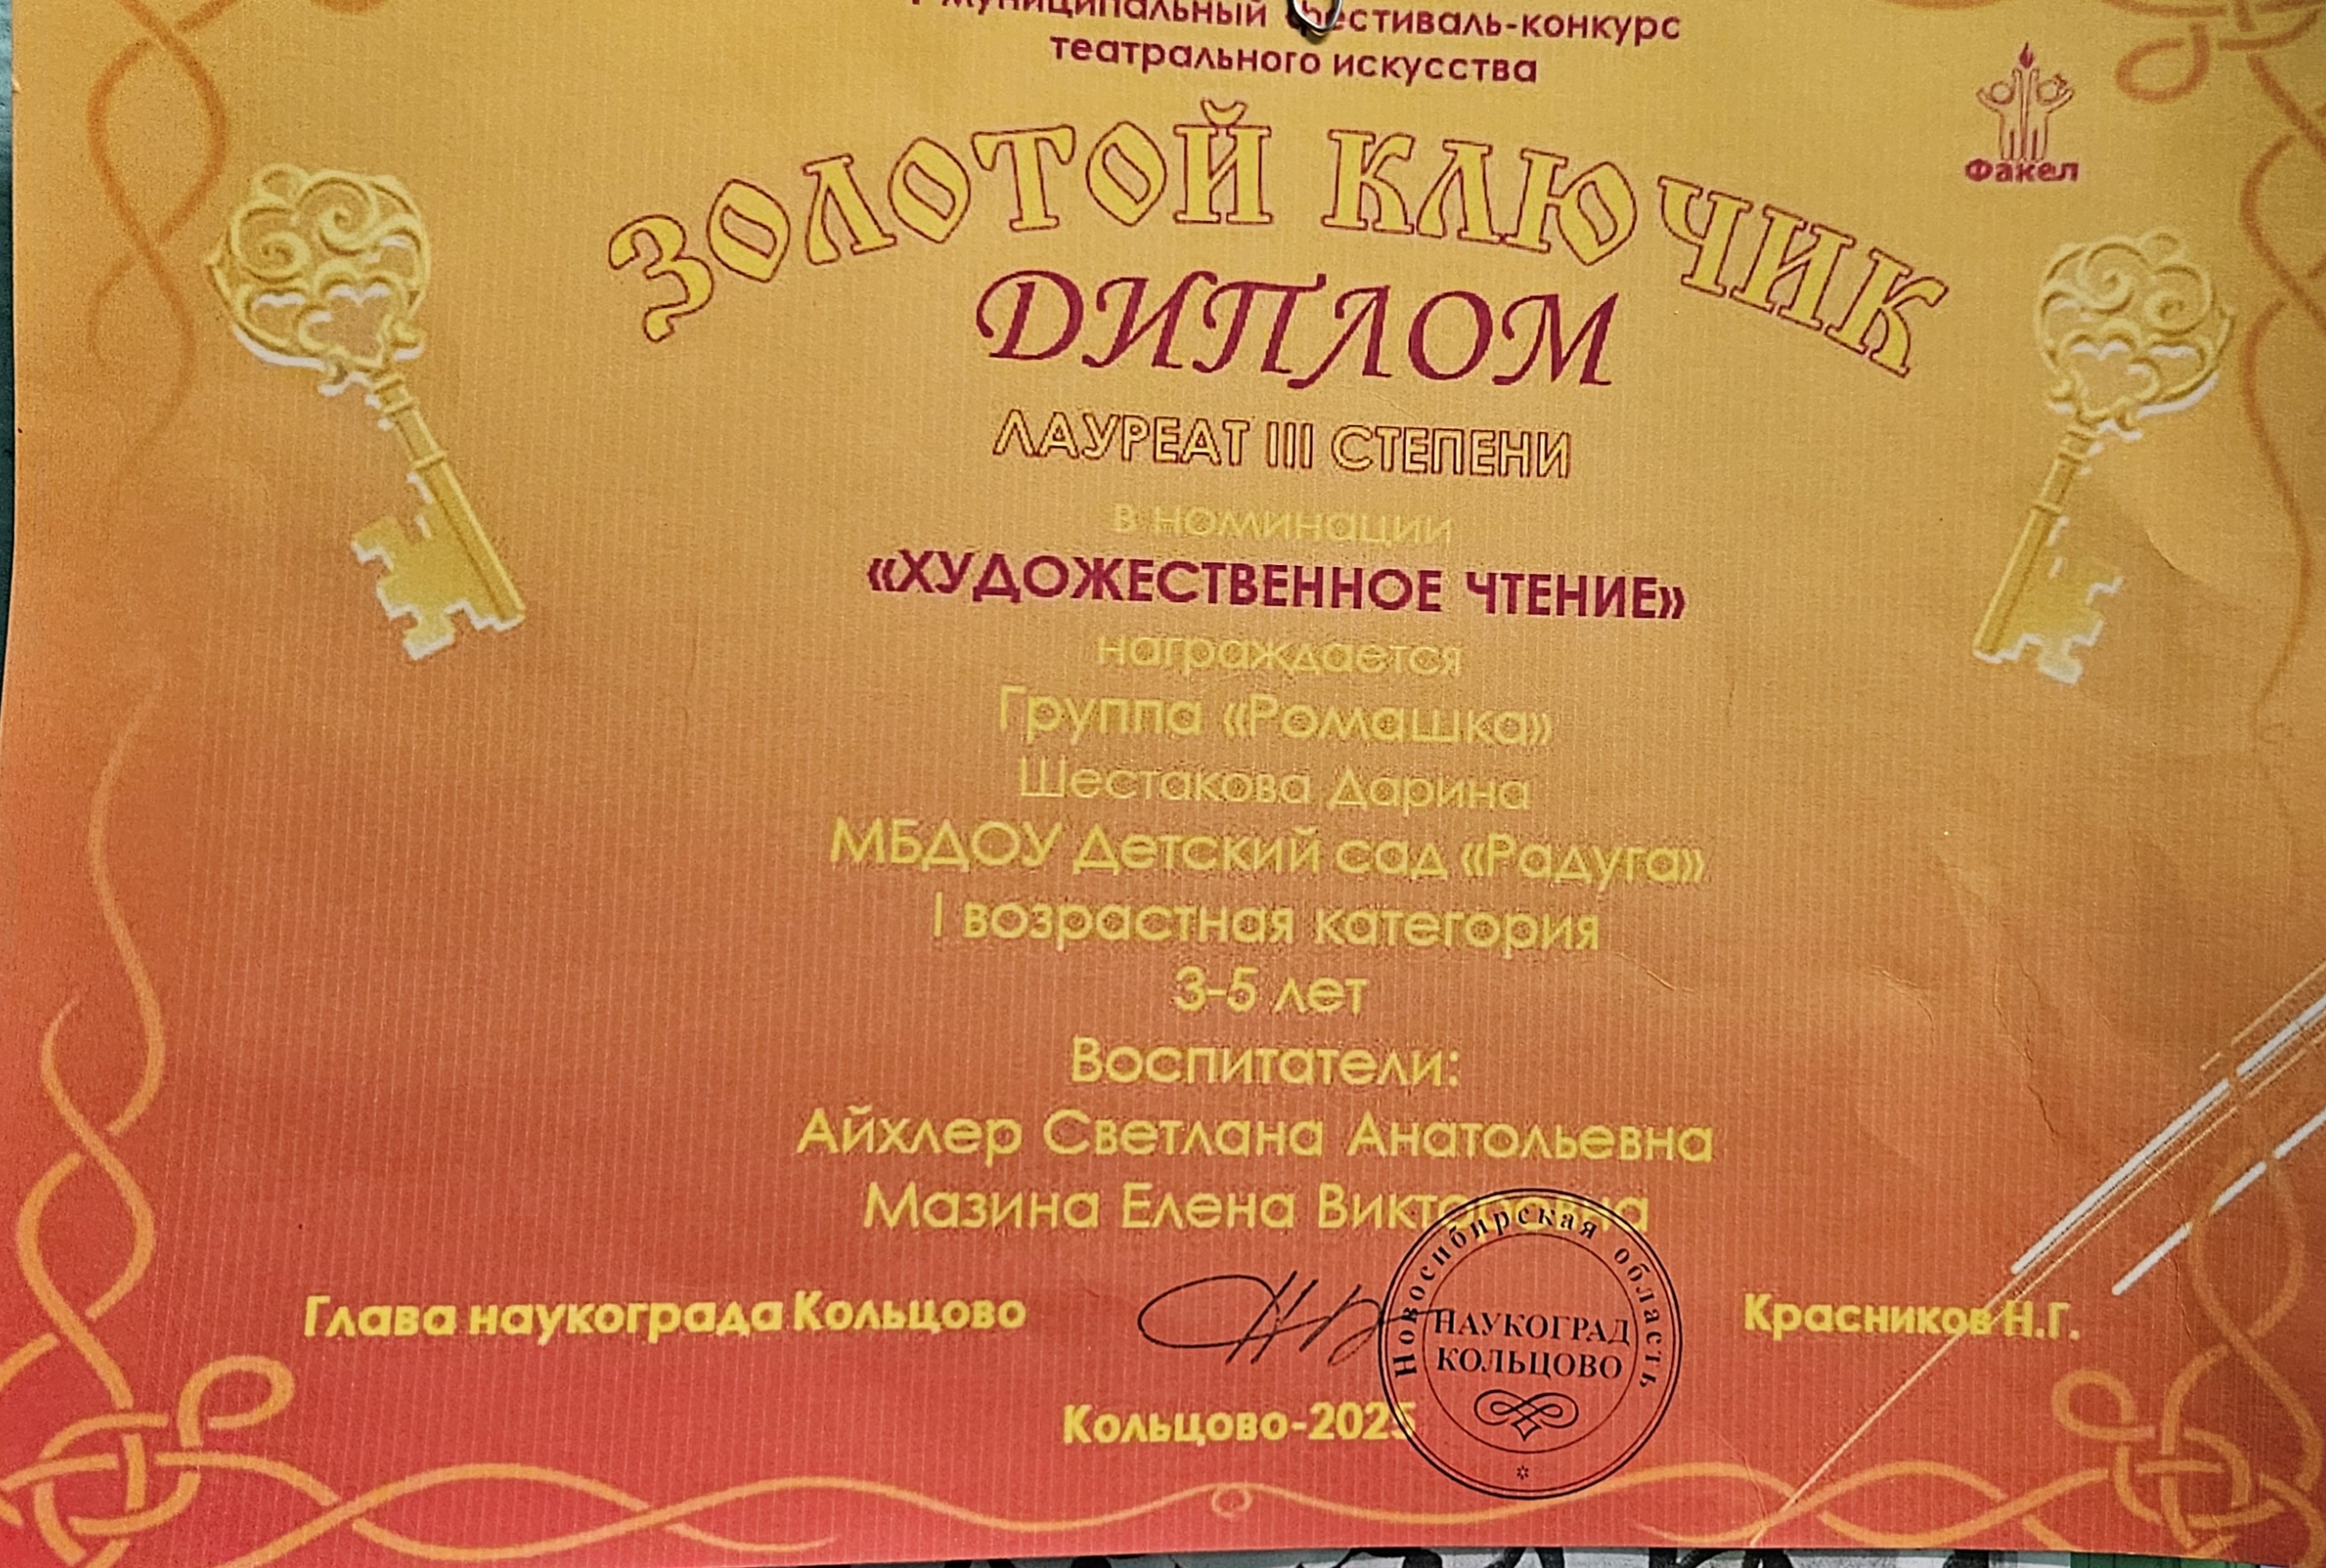 муниципальный фестиваль-конкурс
театрального искусства
Факел
ЗОЛОТОЙ КЛЮЧИК
ДИПЛОМ
ЛАУРЕАТ III СТЕПЕНИ
в номинации
«ХУДОЖЕСТВЕННОЕ ЧТЕНИЕ»
награждается
Группа «Ромашка»
Шестакова Дарина
МБДОУ Детский сад «Радуга»
I возрастная категория
3-5 лет
Воспитатели:
Айхлер Светлана Анатольевна
Мазина Елена Викторовна
Глава наукограда Кольцово
Новосибирская область
НАУКОГРАД
КОЛЬЦОВО
Красников Н.Г.
Кольцово-2025